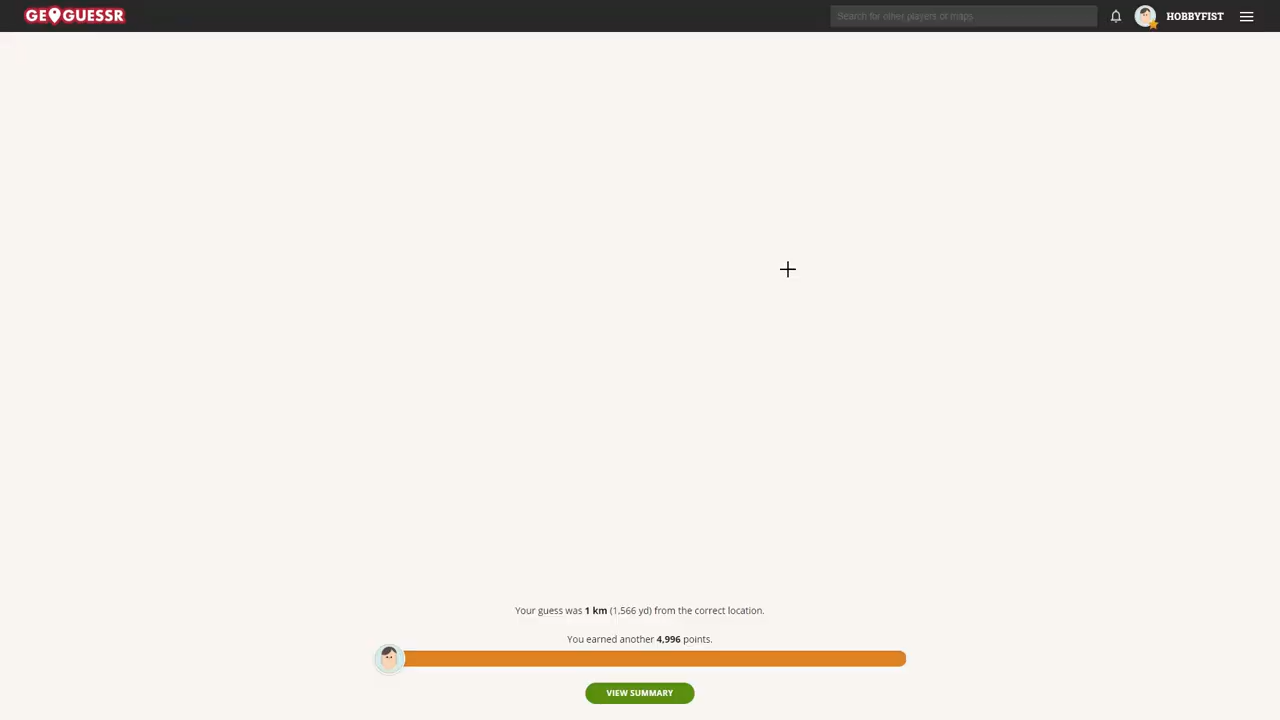 GEOGUESSR
Search for other players or maps
HOBBYFIST
Your guess was 1 km (1,566 yd) from the correct location.
You earned another 4,996 points.
VIEW SUMMARY